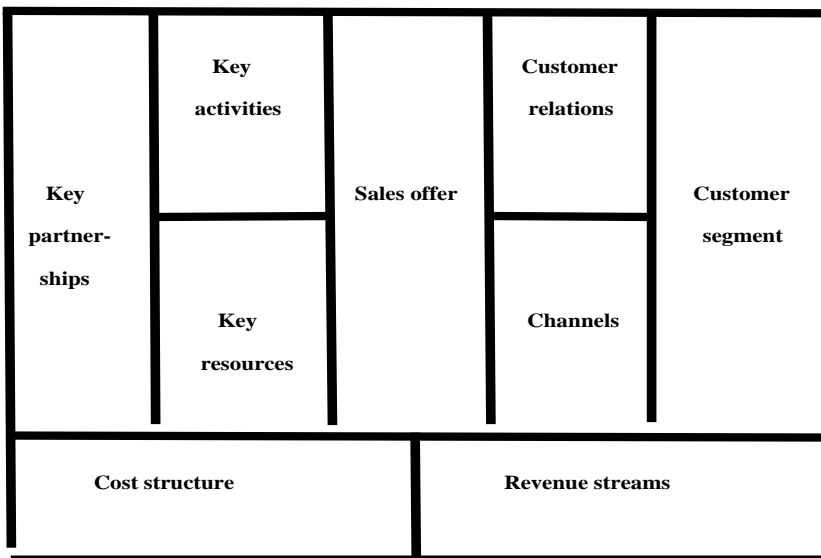 Key
partner-
ships
Key
activities
Key
resources
Sales offer
Customer
relations
Channels
Customer
segment
Cost structure
Revenue streams